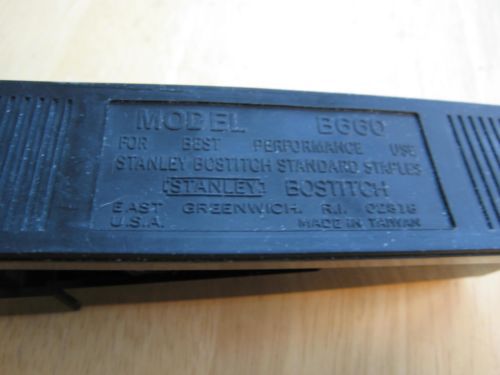 MODEL B660
FOR BEST PERFORMANCE USE
STANLEY BOSTITCH STANDARD STAPLES
[STANLEY] BOSTITCH
EAST GREENWICH. R.I. 02818
U.S.A. MADE IN TAIWAN